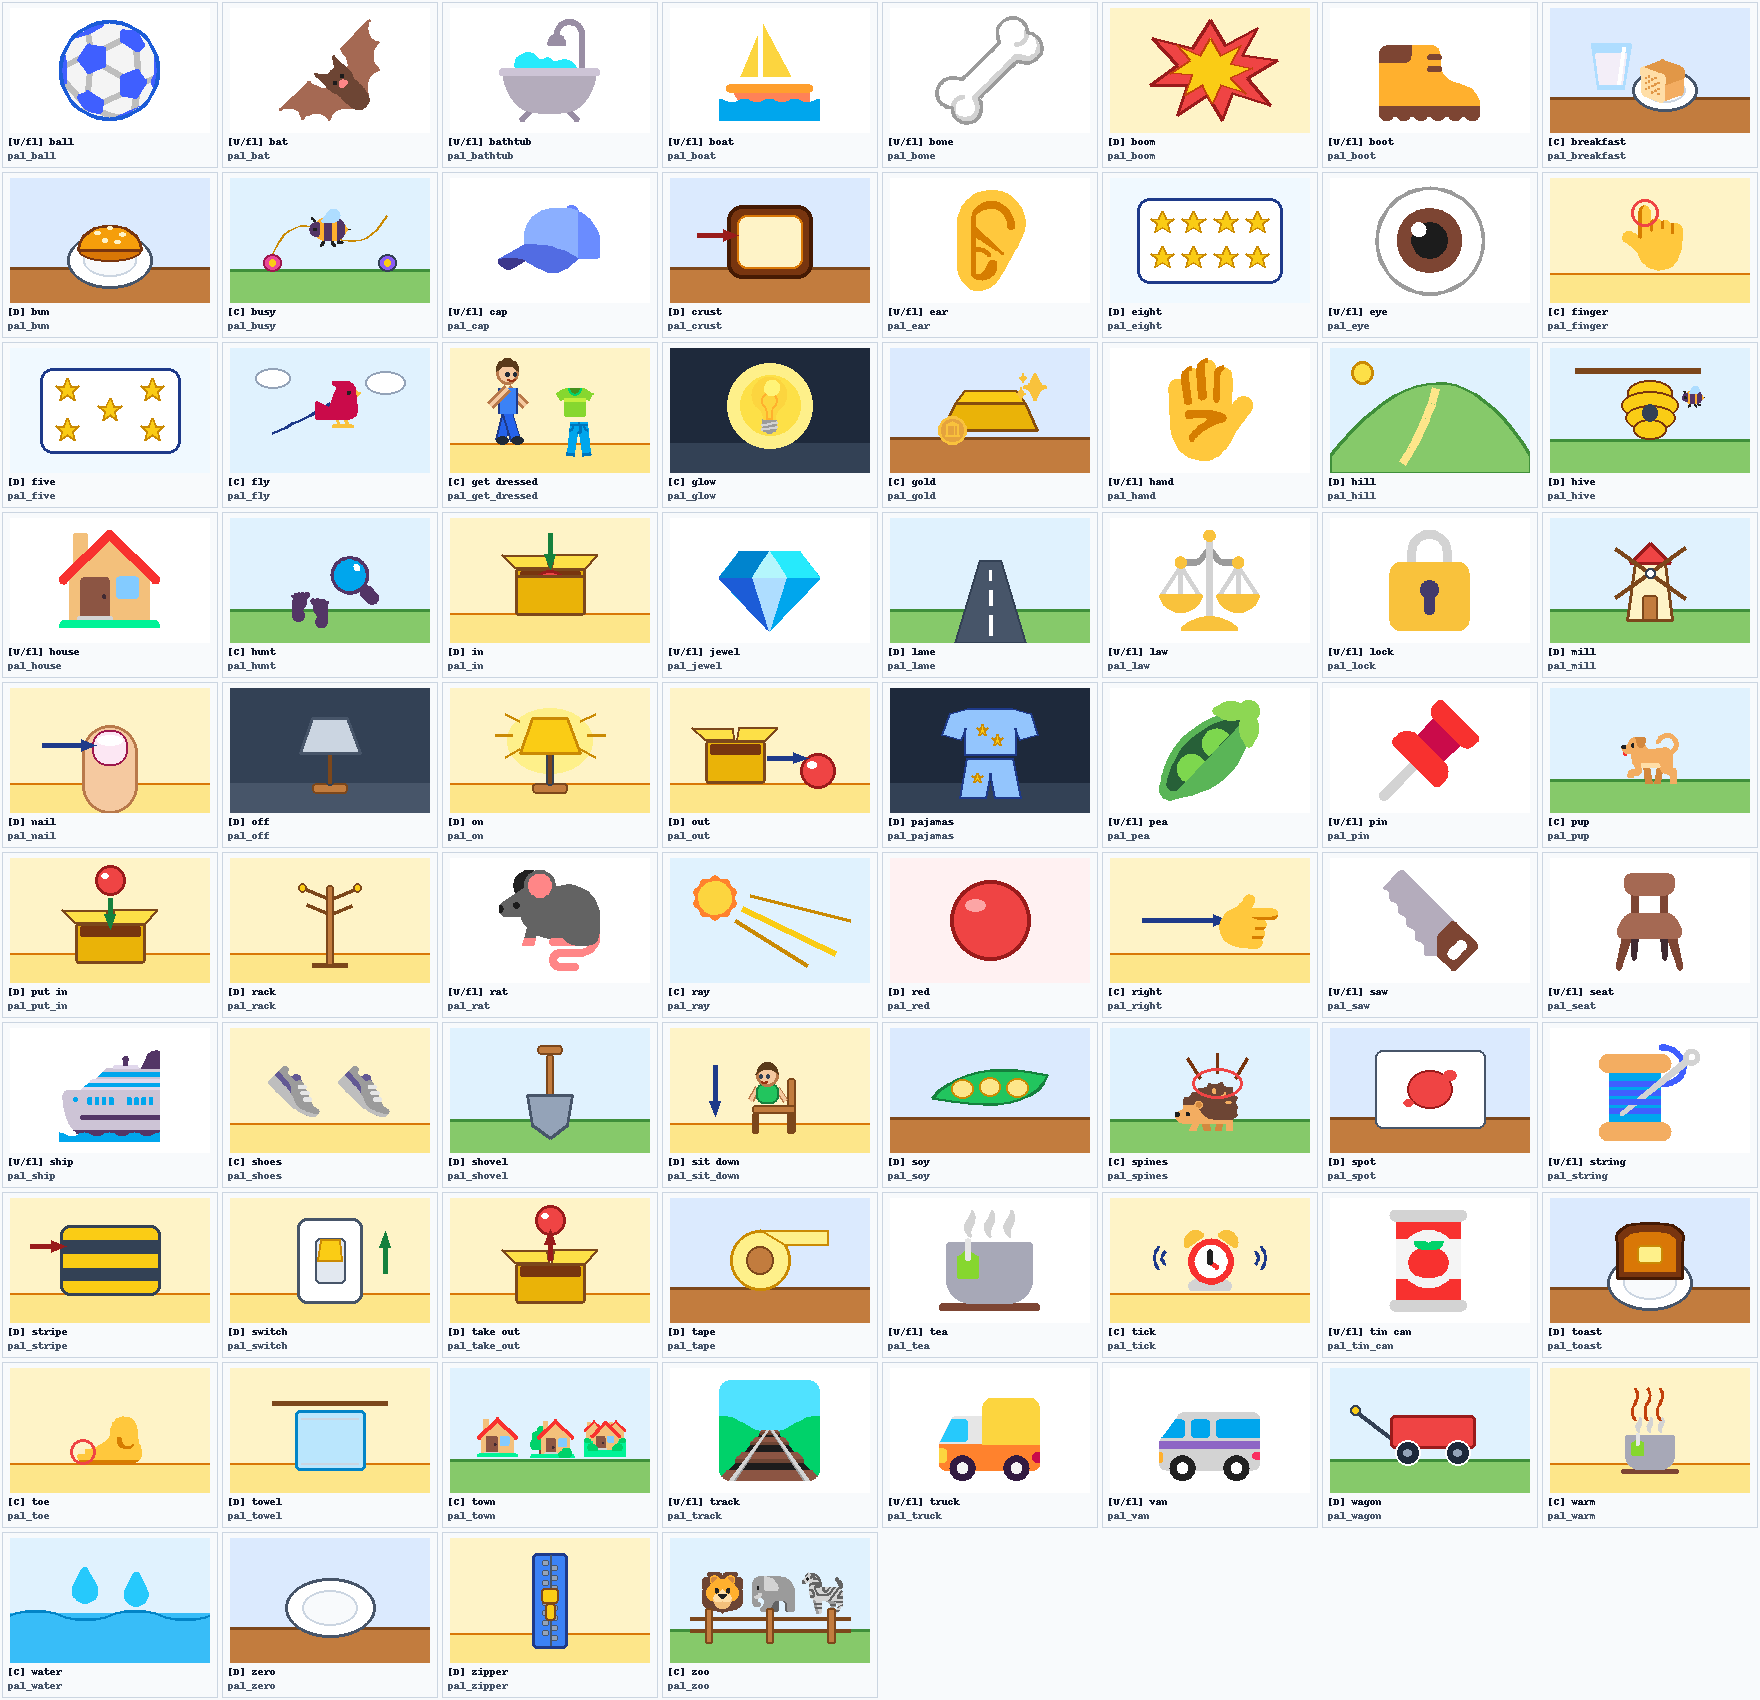 [U/fl] ball
pal_ball
[U/fl] bat
pal_bat
[U/fl] bathtub
pal_bathtub
[U/fl] boat
pal_boat
[U/fl] bone
pal_bone
[D] boom
pal_boom
[U/fl] boot
pal_boot
[C] breakfast
pal_breakfast
[D] bun
pal_bun
[C] busy
pal_busy
[U/fl] cap
pal_cap
[D] crust
pal_crust
[U/fl] ear
pal_ear
[D] eight
pal_eight
[U/fl] eye
pal_eye
[C] finger
pal_finger
[D] five
pal_five
[C] fly
pal_fly
[C] get dressed
pal_get_dressed
[C] glow
pal_glow
[C] gold
pal_gold
[U/fl] hand
pal_hand
[D] hill
pal_hill
[D] hive
pal_hive
[U/fl] house
pal_house
[C] hunt
pal_hunt
[D] in
pal_in
[U/fl] jewel
pal_jewel
[D] lane
pal_lane
[U/fl] law
pal_law
[U/fl] lock
pal_lock
[D] mill
pal_mill
[D] nail
pal_nail
[D] off
pal_off
[D] on
pal_on
[D] out
pal_out
[D] pajamas
pal_pajamas
[U/fl] pea
pal_pea
[U/fl] pin
pal_pin
[C] pup
pal_pup
[D] put in
pal_put_in
[D] rack
pal_rack
[U/fl] rat
pal_rat
[C] ray
pal_ray
[D] red
pal_red
[C] right
pal_right
[U/fl] saw
pal_saw
[U/fl] seat
pal_seat
[U/fl] ship
pal_ship
[C] shoes
pal_shoes
[D] shovel
pal_shovel
[D] sit down
pal_sit_down
[D] soy
pal_soy
[C] spines
pal_spines
[D] spot
pal_spot
[U/fl] string
pal_string
[D] stripe
pal_stripe
[D] switch
pal_switch
[D] take out
pal_take_out
[D] tape
pal_tape
[U/fl] tea
pal_tea
[C] tick
pal_tick
[U/fl] tin can
pal_tin_can
[D] toast
pal_toast
[C] toe
pal_toe
[D] towel
pal_towel
[C] town
pal_town
[U/fl] track
pal_track
[U/fl] truck
pal_truck
[U/fl] van
pal_van
[D] wagon
pal_wagon
[C] warm
pal_warm
[C] water
pal_water
[D] zero
pal_zero
[D] zipper
pal_zipper
[C] zoo
pal_zoo